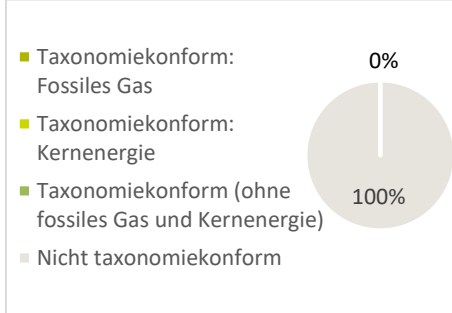 Taxonomiekonform:
Fossiles Gas
Taxonomiekonform:
Kernenergie
Taxonomiekonform (ohne
fossiles Gas und Kernenergie)
Nicht taxonomiekonform
0%
100%